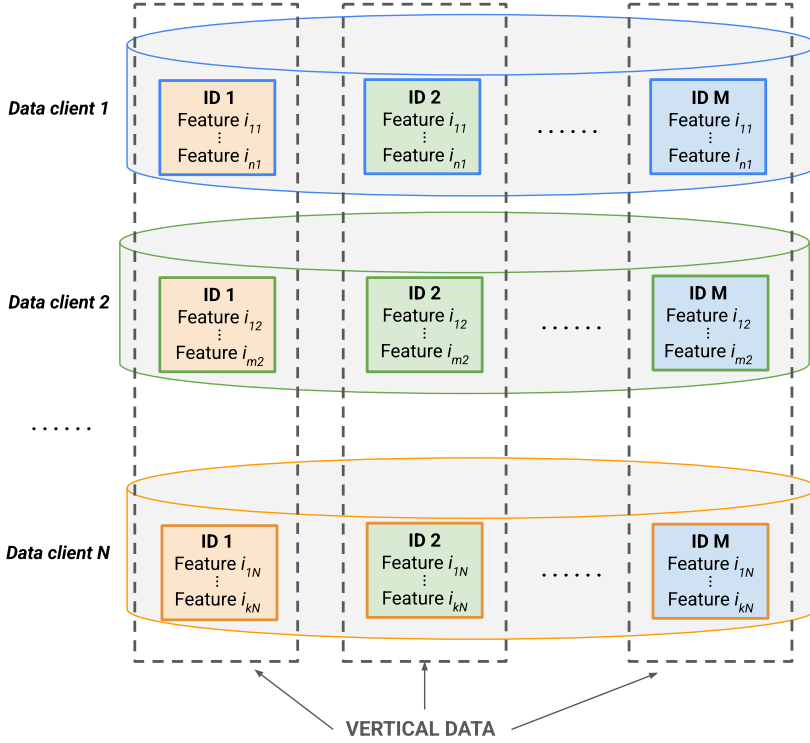 Data client 1
ID 1
Feature i11
⋮
Feature in1
ID 2
Feature i11
⋮
Feature in1
......
ID M
Feature i11
⋮
Feature in1
Data client 2
ID 1
Feature i12
⋮
Feature im2
ID 2
Feature i12
⋮
Feature im2
......
ID M
Feature i12
⋮
Feature im2
......
Data client N
ID 1
Feature i1N
⋮
Feature ikN
ID 2
Feature i1N
⋮
Feature ikN
......
ID M
Feature i1N
⋮
Feature ikN
VERTICAL DATA